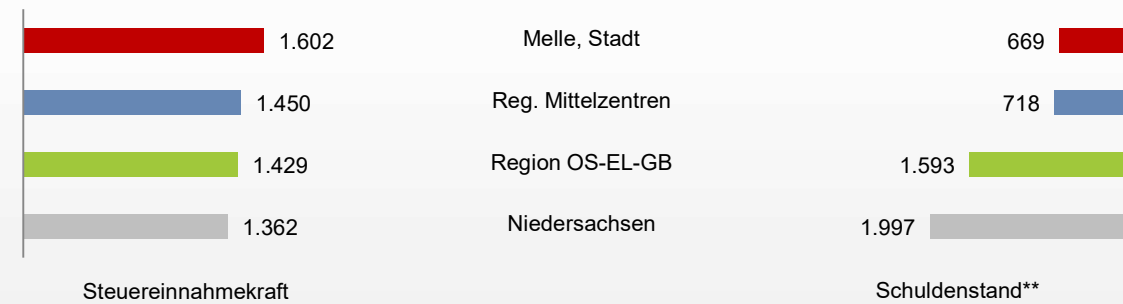 1.602 Melle, Stadt 669
1.450 Reg. Mittelzentren 718
1.429 Region OS-EL-GB 1.593
1.362 Niedersachsen 1.997
Steuereinnahmekraft Schuldenstand**